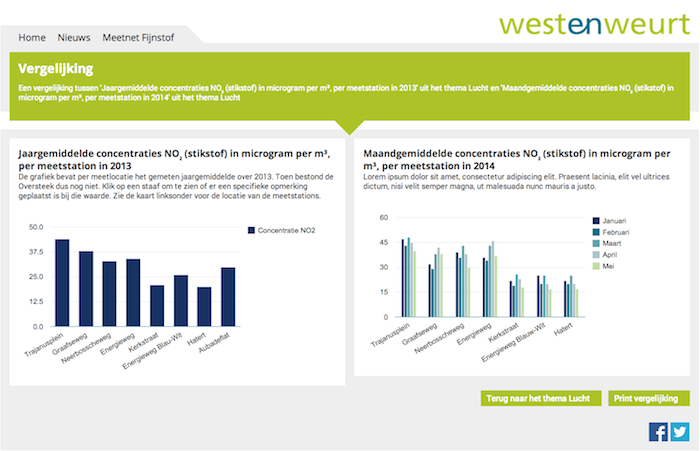 westenweurt
Home Nieuws Meetnet Fijnstof
Vergelijking
Een vergelijking tussen 'Jaargemiddelde concentraties NO₂ (stikstof) in microgram per m³, per meetstation in 2013' uit het thema Lucht en 'Maandgemiddelde concentraties NO₂ (stikstof) in
microgram per m³, per meetstation in 2014' uit het thema Lucht
Jaargemiddelde concentraties NO₂ (stikstof) in microgram per m³,
per meetstation in 2013
De grafiek bevat per meetlocatie het gemeten jaargemiddelde over 2013. Toen bestond de
Oversteek dus nog niet. Klik op een staaf om te zien of er een specifieke opmerking
geplaatst is bij die waarde. Zie de kaart linksonder voor de locatie van de meetstations.
50.0
37.5
25.0
12.5
0.0
Concentratie NO2
Trajanusplein
Graafseweg
Neerbosscheweg
Energieweg
Kerkstraat
Energieweg Blau-Wit
Hatert
Aubadeflat
Maandgemiddelde concentraties NO₂ (stikstof) in microgram per
m³, per meetstation in 2014
Lorem ipsum dolor sit amet, consectetur adipiscing elit. Praesent lacinia, elit vel ultrices
dictum, nisi velit semper magna, ut malesuada nunc mauris a justo.
60
45
30
15
0
Januari
Februari
Maart
April
Mei
Trajanusplein
Graafseweg
Neerbosscheweg
Energieweg
Kerkstraat
Energieweg Blauw-Wit
Hatert
Terug naar het thema Lucht
Print vergelijking